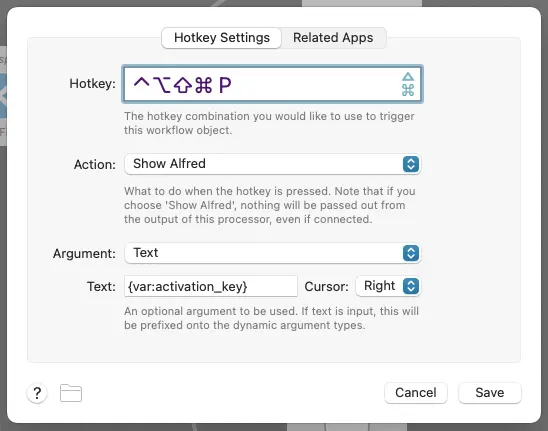 Hotkey Settings Related Apps
Hotkey: ^⌥⇧⌘ P
The hotkey combination you would like to use to trigger
this workflow object.
Action: Show Alfred
What to do when the hotkey is pressed. Note that if you
choose 'Show Alfred', nothing will be passed out from
the output of this processor, even if connected.
Argument: Text
Text: {var:activation_key} Cursor: Right
An optional argument to be used. If text is input, this will
be prefixed onto the dynamic argument types.
? Cancel Save